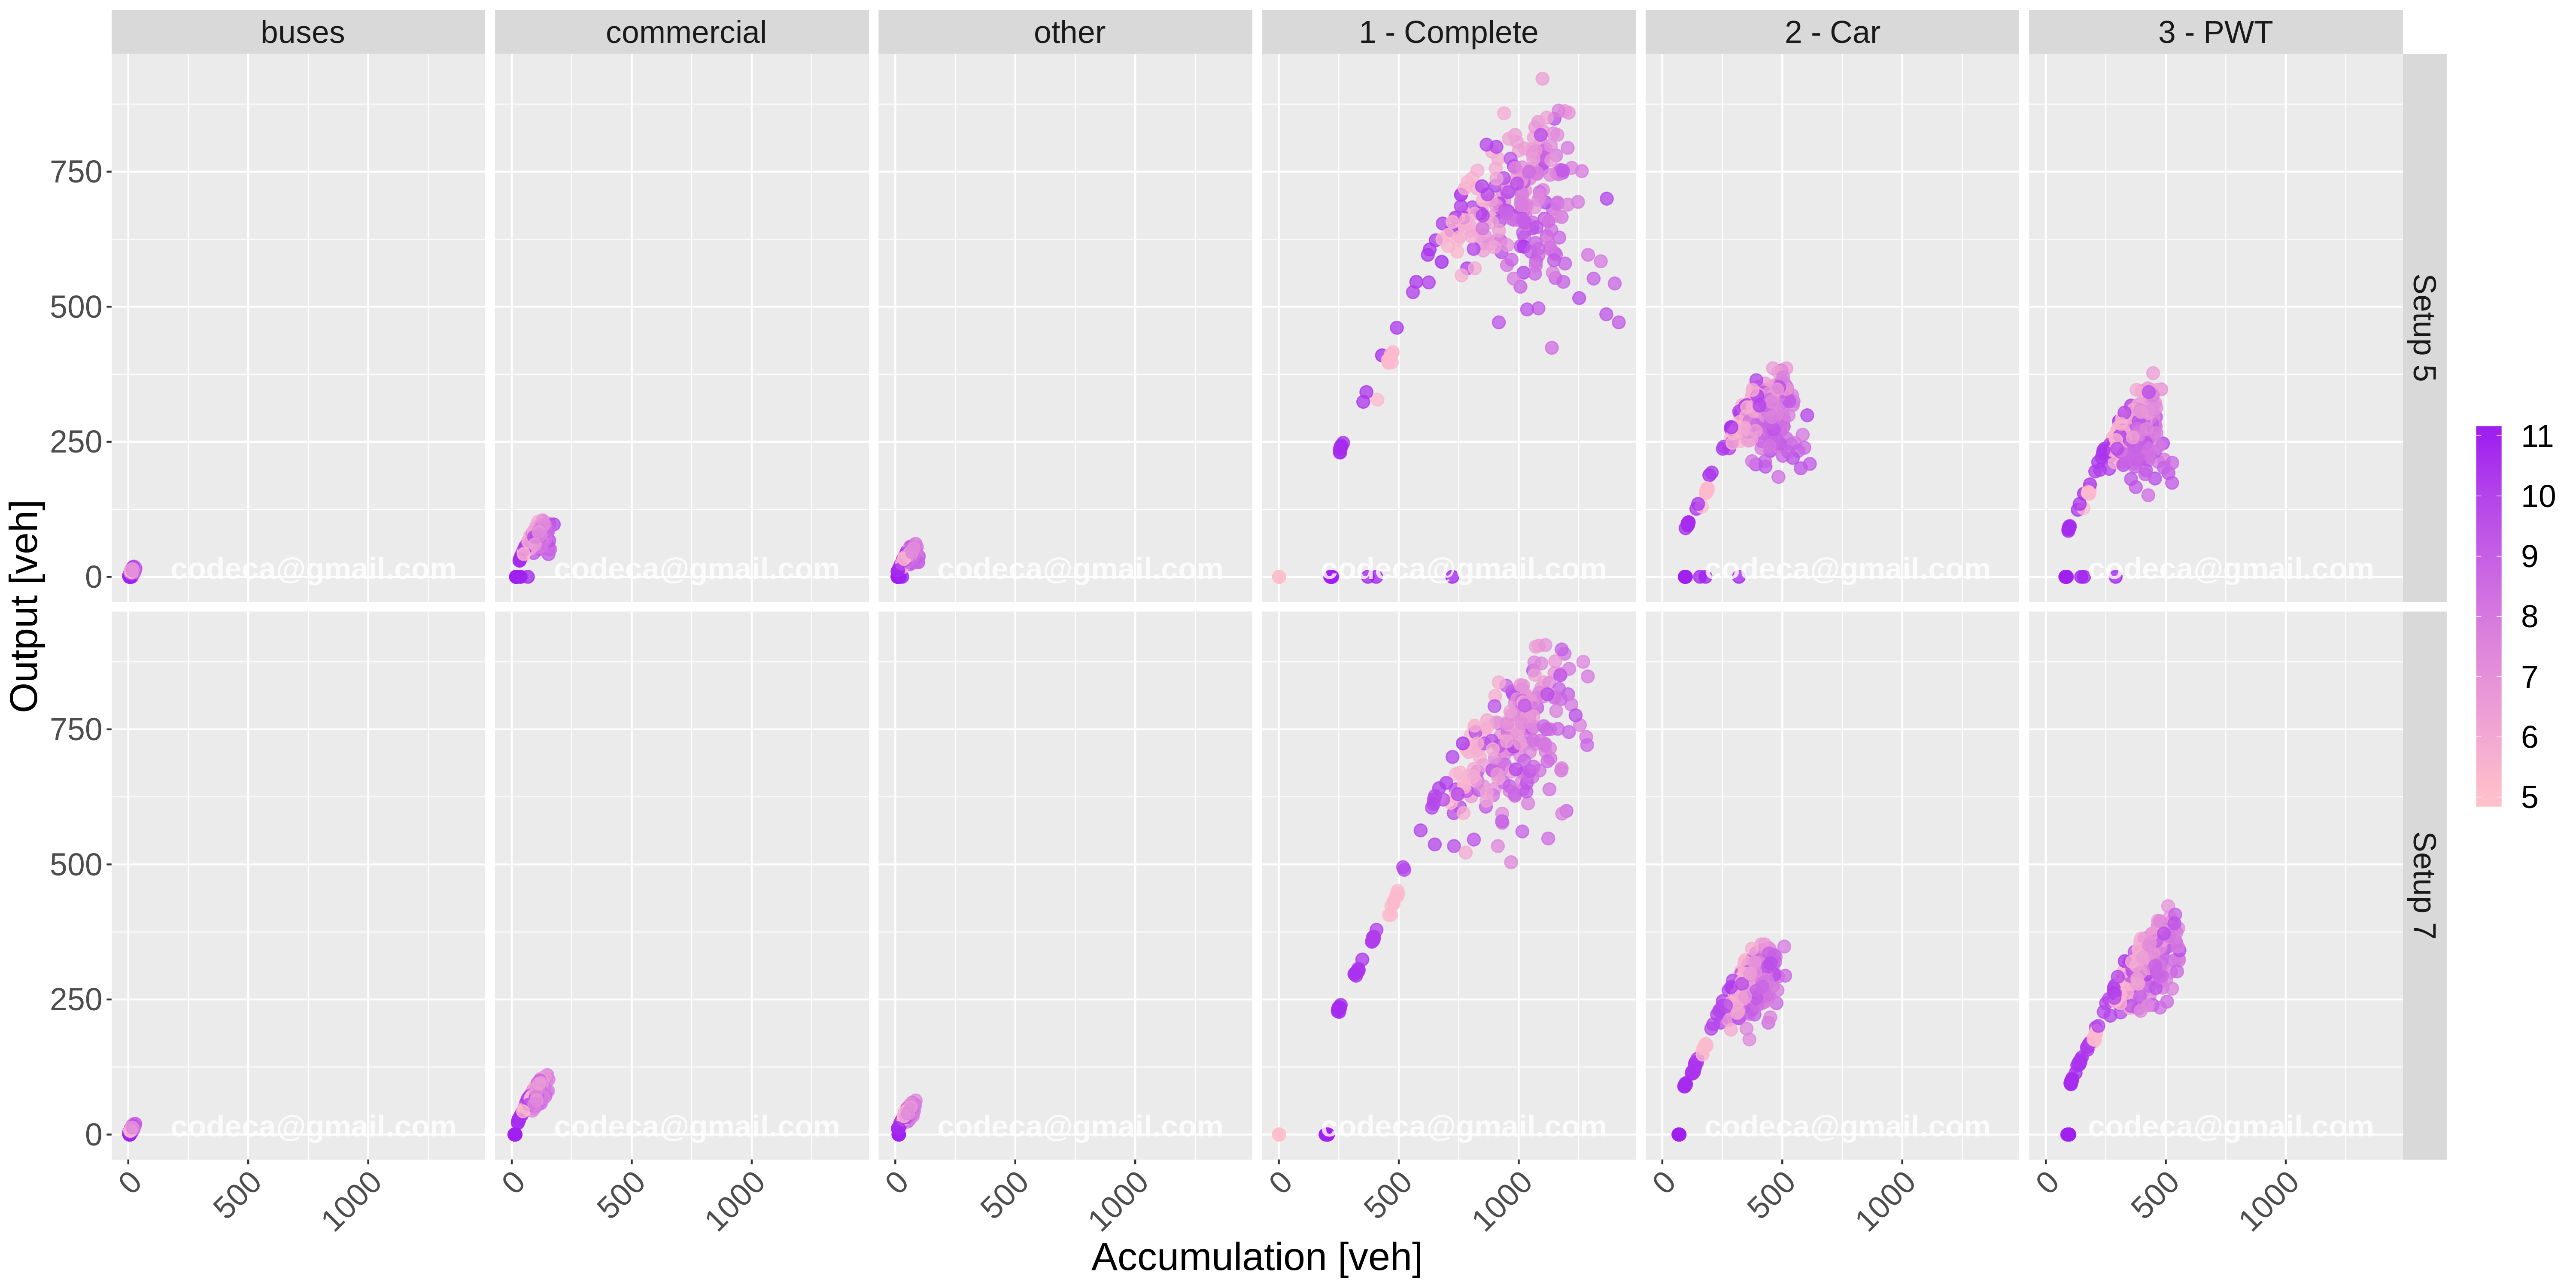 buses commercial other 1 - Complete 2 - Car 3 - PWT
Setup 5
750
500
250
0
codeca@gmail.com codeca@gmail.com codeca@gmail.com codeca@gmail.com codeca@gmail.com codeca@gmail.com
Output [veh]
Setup 7
750
500
250
0
codeca@gmail.com codeca@gmail.com codeca@gmail.com codeca@gmail.com codeca@gmail.com codeca@gmail.com
0 500 1000 0 500 1000 0 500 1000 0 500 1000 0 500 1000 0 500 1000
Accumulation [veh]
11
10
9
8
7
6
5